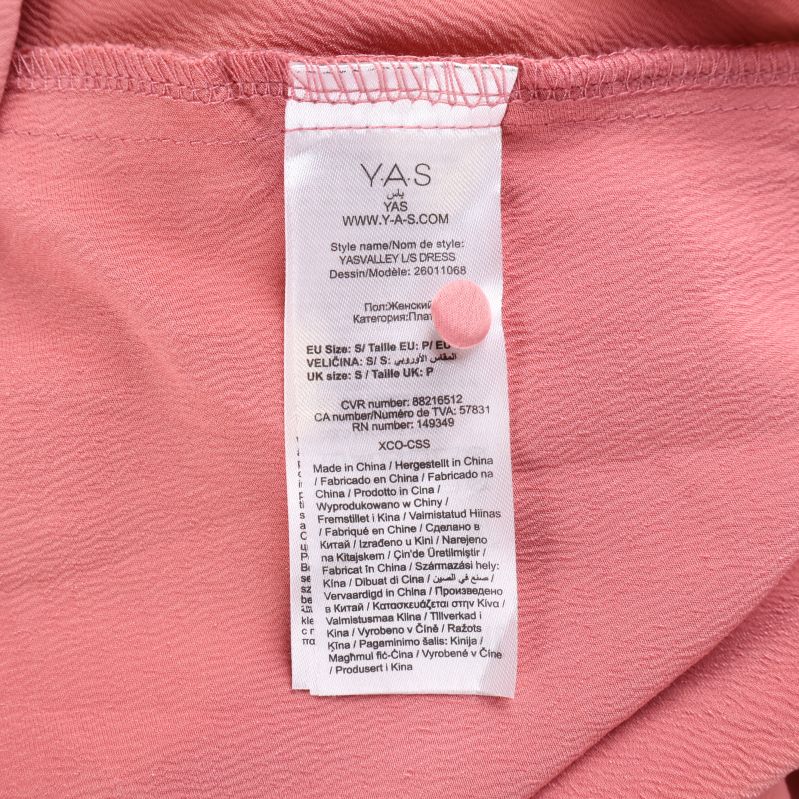 Y·A·S
ياس
YAS
WWW.Y-A-S.COM
Style name/Nom de style:
YASVALLEY L/S DRESS
Dessin/Modèle: 26011068
Пол:Женский
Категория:
EU Size: S/ Taille EU: P/ EU
VELIČINA: S/ S: المقاس الأوروبي
UK size: S / Taille UK: P
CVR number: 88216512
CA number/Numéro de TVA: 57831
RN number: 149349
XCO-CSS
Made in China / Hergestellt in China
/ Fabricado en China / Fabricado na
China / Prodotto in Cina /
Wyprodukowano w Chiny /
Fremstillet i Kina / Valmistatud Hiinas
/ Fabriqué en Chine / Сделано в
Китай / Izrađeno u Kini / Narejeno
na Kitajskem / Çin'de Üretilmiştir /
Fabricat în China / Származási hely:
Kína / Dibuat di Cina / صنع في الصين /
Vervaardigd in China / Произведено
в Китай / Κατασκευάζεται στην Κίνα /
Valmistusmaa Kiina / Tillverkad i
Kina / Vyrobeno v Číně / Ražots
Ķīna / Pagaminimo šalis: Kinija /
Magħmul fiċ-Ċina / Vyrobené v Číne
/ Produsert i Kina